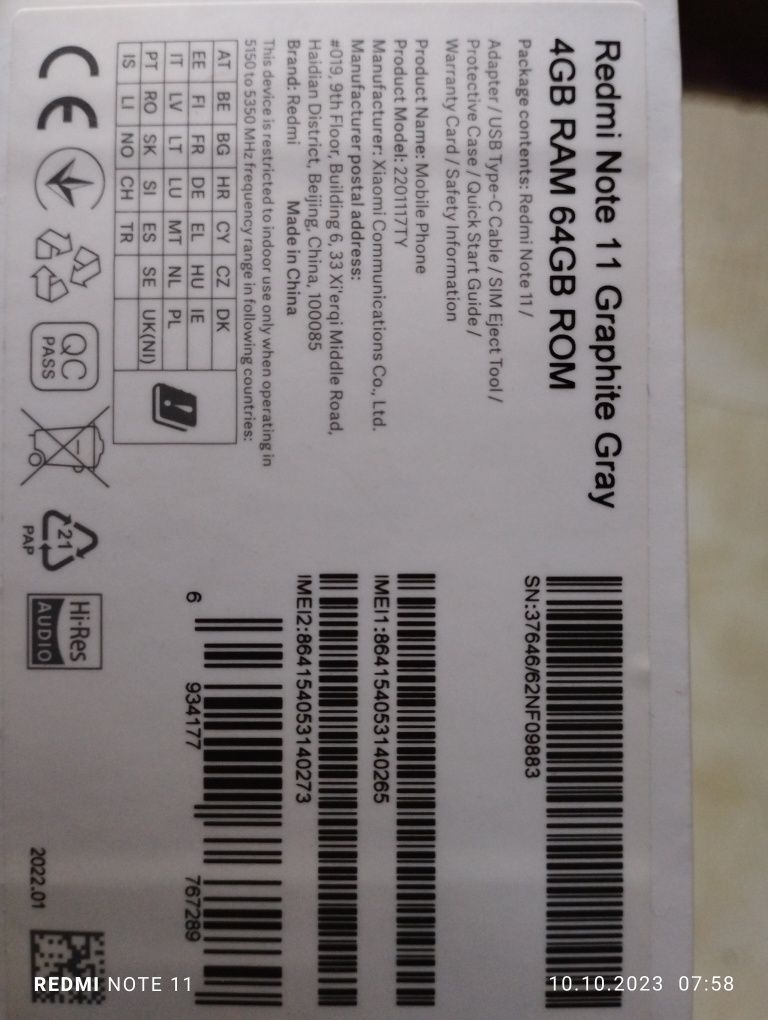 Redmi Note 11 Graphite Gray
4GB RAM 64GB ROM
Package contents: Redmi Note 11 /
Adapter / USB Type-C Cable / SIM Eject Tool /
Protective Case / Quick Start Guide /
Warranty Card / Safety Information
Product Name: Mobile Phone
Product Model: 2201117TY
Manufacturer: Xiaomi Communications Co., Ltd.
Manufacturer postal address:
#019, 9th Floor, Building 6, 33 Xi'erqi Middle Road,
Haidian District, Beijing, China, 100085
Brand: Redmi Made in China
This device is restricted to indoor use only when operating in
5150 to 5350 MHz frequency range in following countries:
AT BE BG HR CY CZ DK
EE FI FR DE EL HU IE
IT LV LT LU MT NL PL
PT RO SK SI ES SE UK(NI)
IS LI NO CH TR
CE
QC
PASS
21
PAP
Hi-Res
AUDIO
SN:37646/62NF09883
IMEI1:864154053140265
IMEI2:864154053140273
6 934177 767289
2022.01
REDMI NOTE 11
10.10.2023 07:58